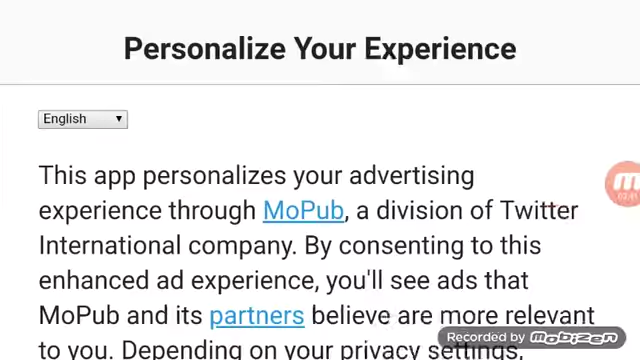 Personalize Your Experience
English
This app personalizes your advertising
experience through MoPub, a division of Twitter
International company. By consenting to this
enhanced ad experience, you'll see ads that
MoPub and its partners believe are more relevant
to you. Depending on your privacy settings,
Recorded by mobizen